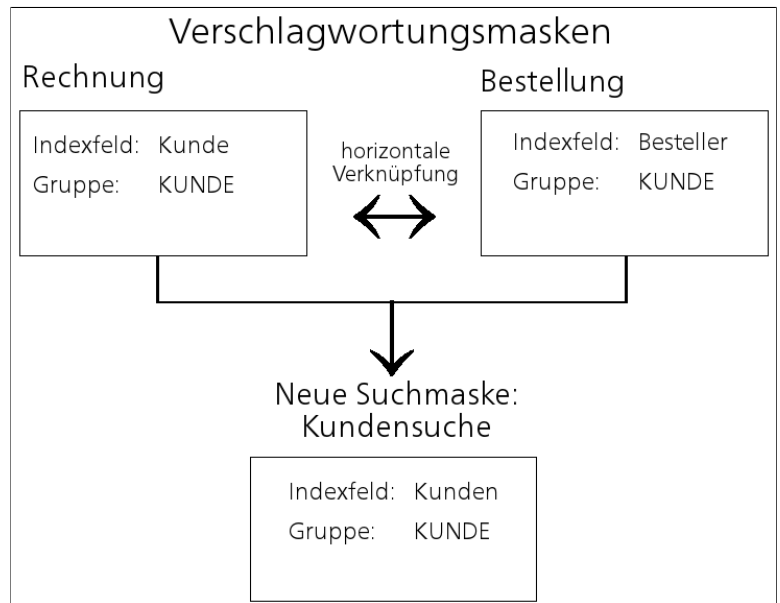 Verschlagwortungsmasken
Rechnung
Indexfeld: Kunde
Gruppe: KUNDE
horizontale
Verknüpfung
Bestellung
Indexfeld: Besteller
Gruppe: KUNDE
Neue Suchmaske:
Kundensuche
Indexfeld: Kunden
Gruppe: KUNDE